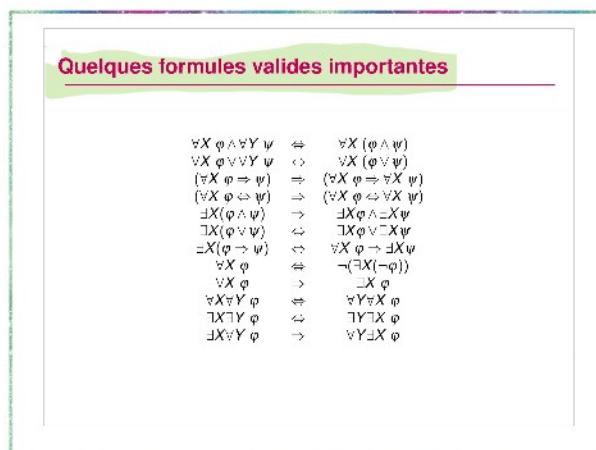 Quelques formules valides importantes
∀X φ ∧ ∀Y ψ ⇔ ∀X (φ ∧ ψ)
∀X φ ∨ ∀Y ψ ⇔ ∀X (φ ∨ ψ)
(∀X φ ⇒ ψ) ⇒ (∀X φ ⇒ ∀X ψ)
(∀X φ ⇔ ψ) ⇒ (∀X φ ⇔ ∀X ψ)
∃X(φ ∧ ψ) ⇒ ∃Xφ ∧ ∃Xψ
∃X(φ ∨ ψ) ⇔ ∃Xφ ∨ ∃Xψ
∃X(φ ⇒ ψ) ⇔ ∀X φ ⇒ ∃Xψ
∀X φ ⇔ ¬(∃X(¬φ))
∀X φ ⇒ ∃X φ
∀X∀Y φ ⇔ ∀Y∀X φ
∃X∃Y φ ⇔ ∃Y∃X φ
∃X∀Y φ ⇒ ∀Y∃X φ